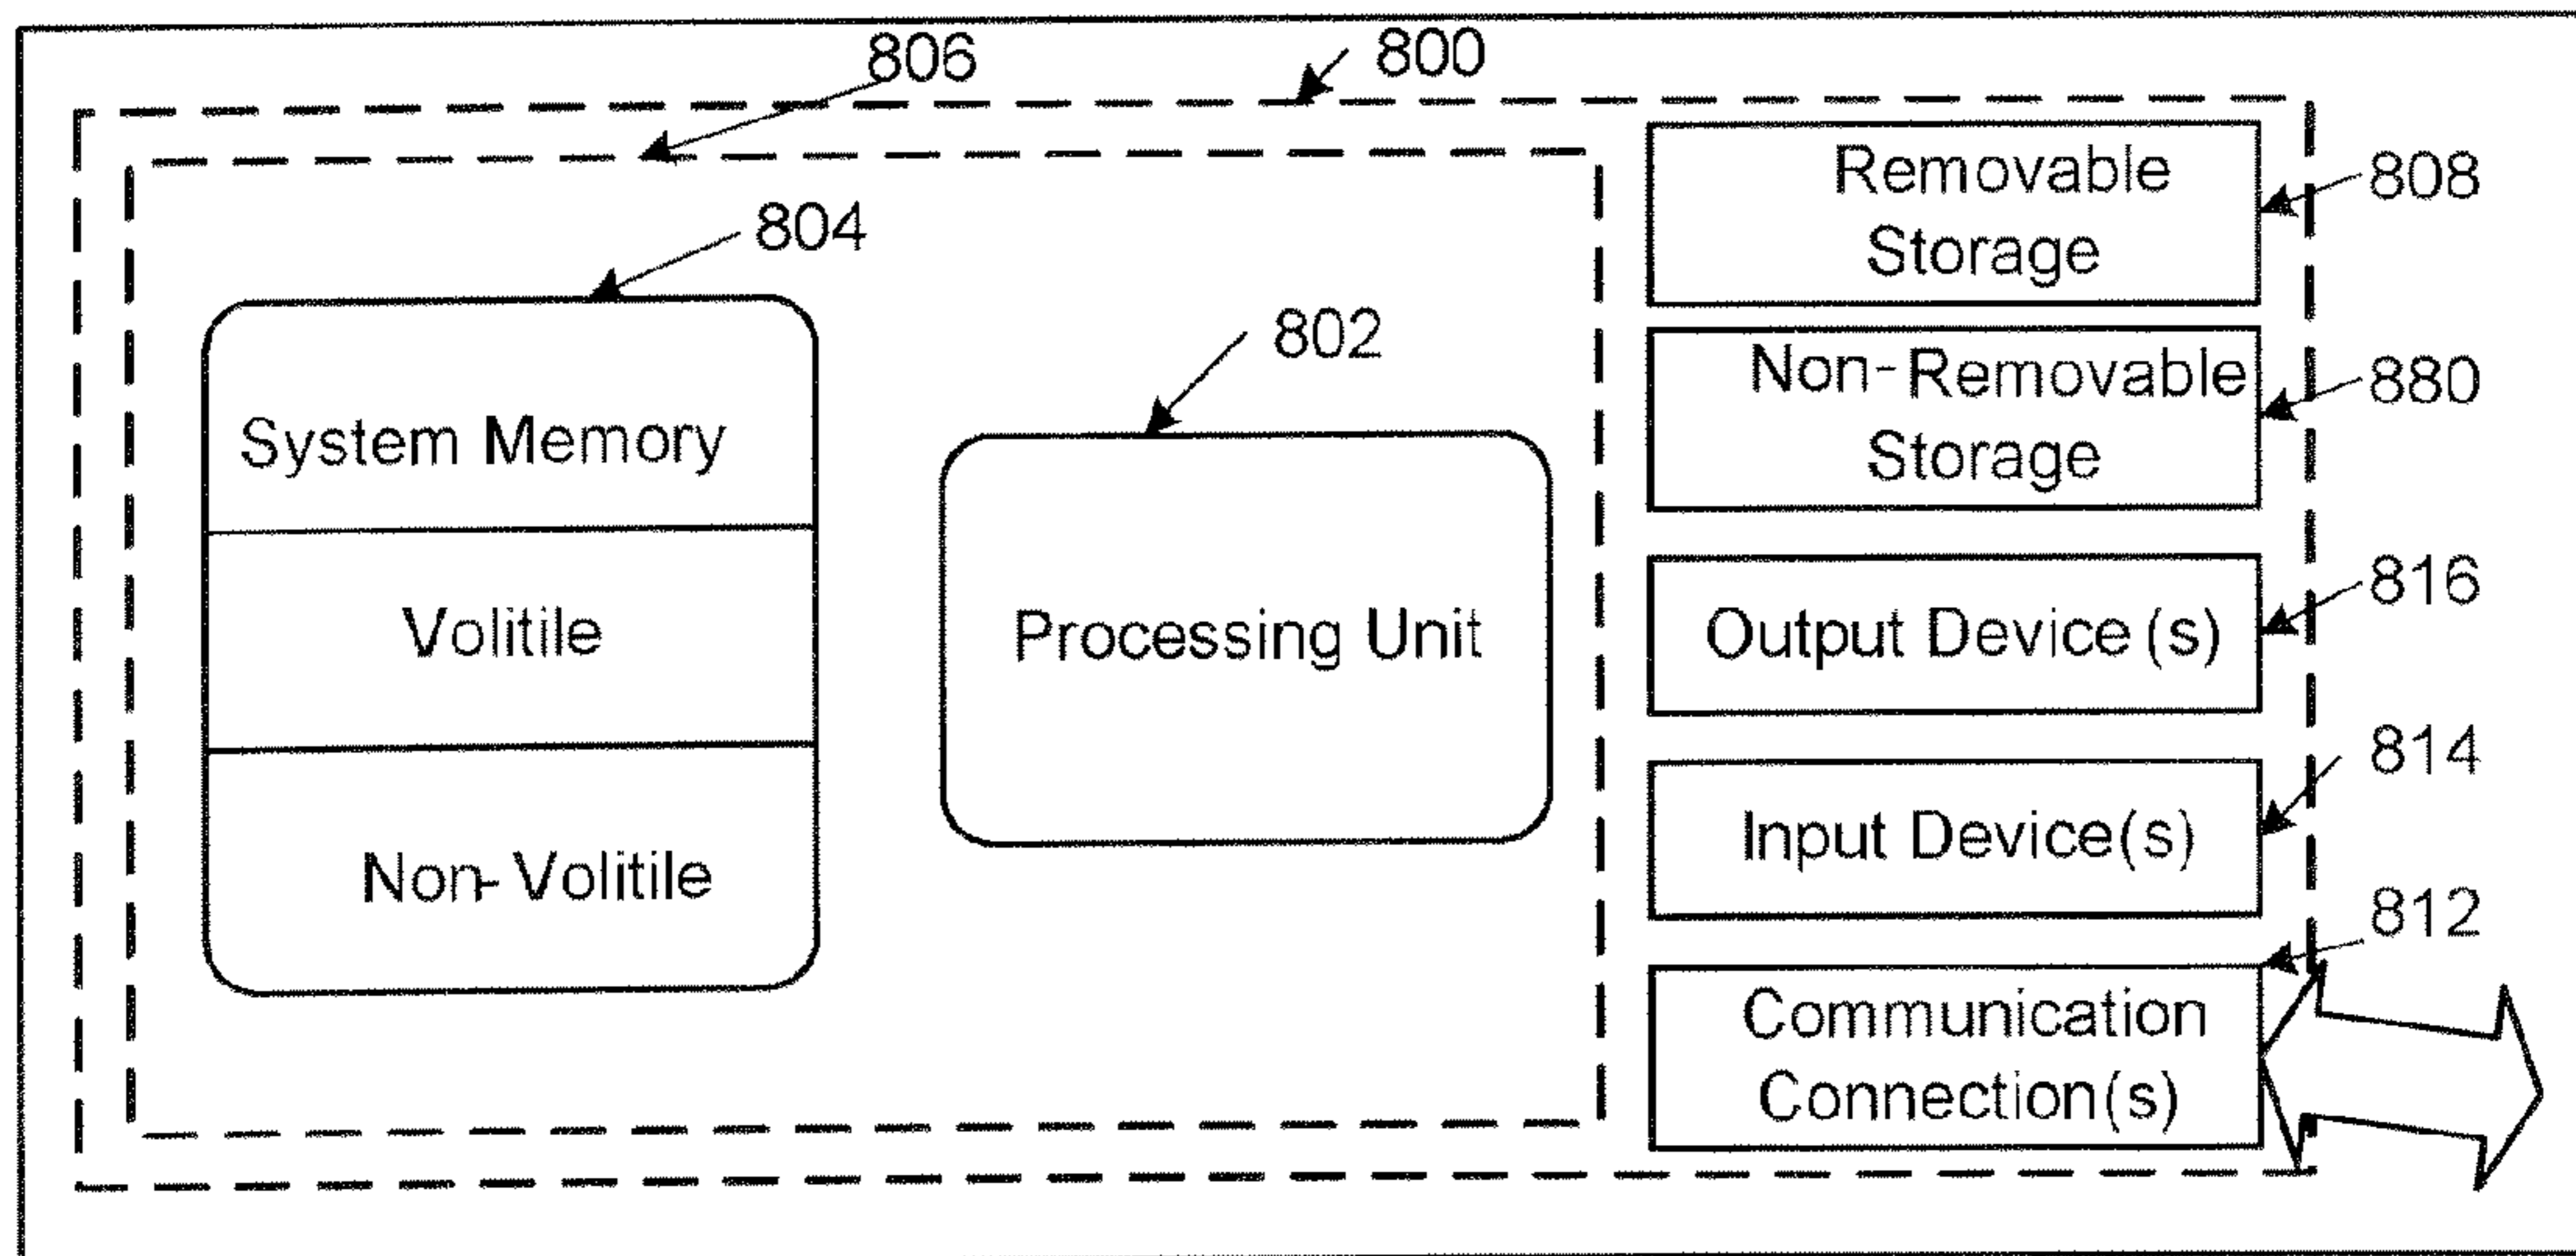 806
800
804
System Memory
Volitile
Non-Volitile
802
Processing Unit
Removable
Storage
808
Non-Removable
Storage
880
Output Device(s)
816
Input Device(s)
814
812
Communication
Connection(s)